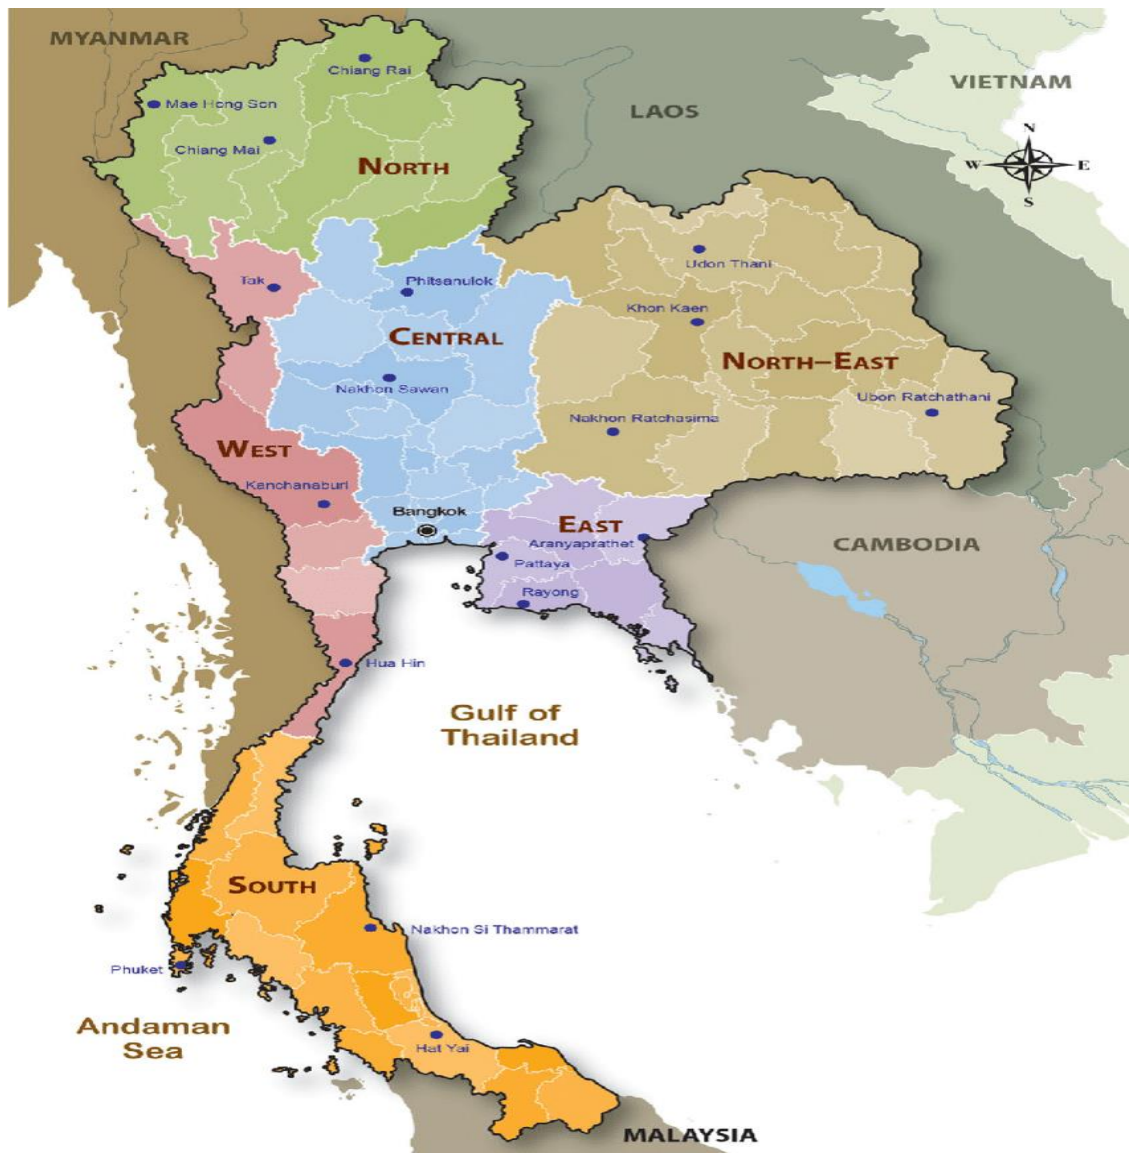 MYANMAR
Chiang Rai
VIETNAM
Mae Hong Son
LAOS
N
Chiang Mai
NORTH
W
E
S
Udon Thani
Tak
Phitsanulok
Khon Kaen
CENTRAL
NORTH-EAST
Nakhon Sawan
Ubon Ratchathani
Nakhon Ratchasima
WEST
Kanchanaburi
Bangkok
EAST
Aranyaprathet
CAMBODIA
Pattaya
Rayong
Hua Hin
Gulf of
Thailand
SOUTH
Nakhon Si Thammarat
Phuket
Andaman
Sea
Hat Yai
MALAYSIA